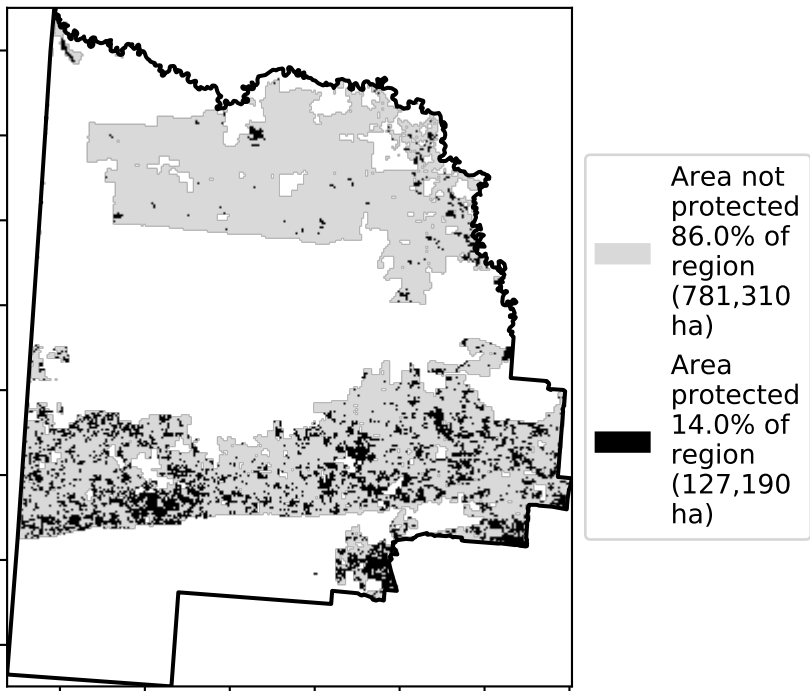 Area not
protected
86.0% of
region
(781,310
ha)
Area
protected
14.0% of
region
(127,190
ha)